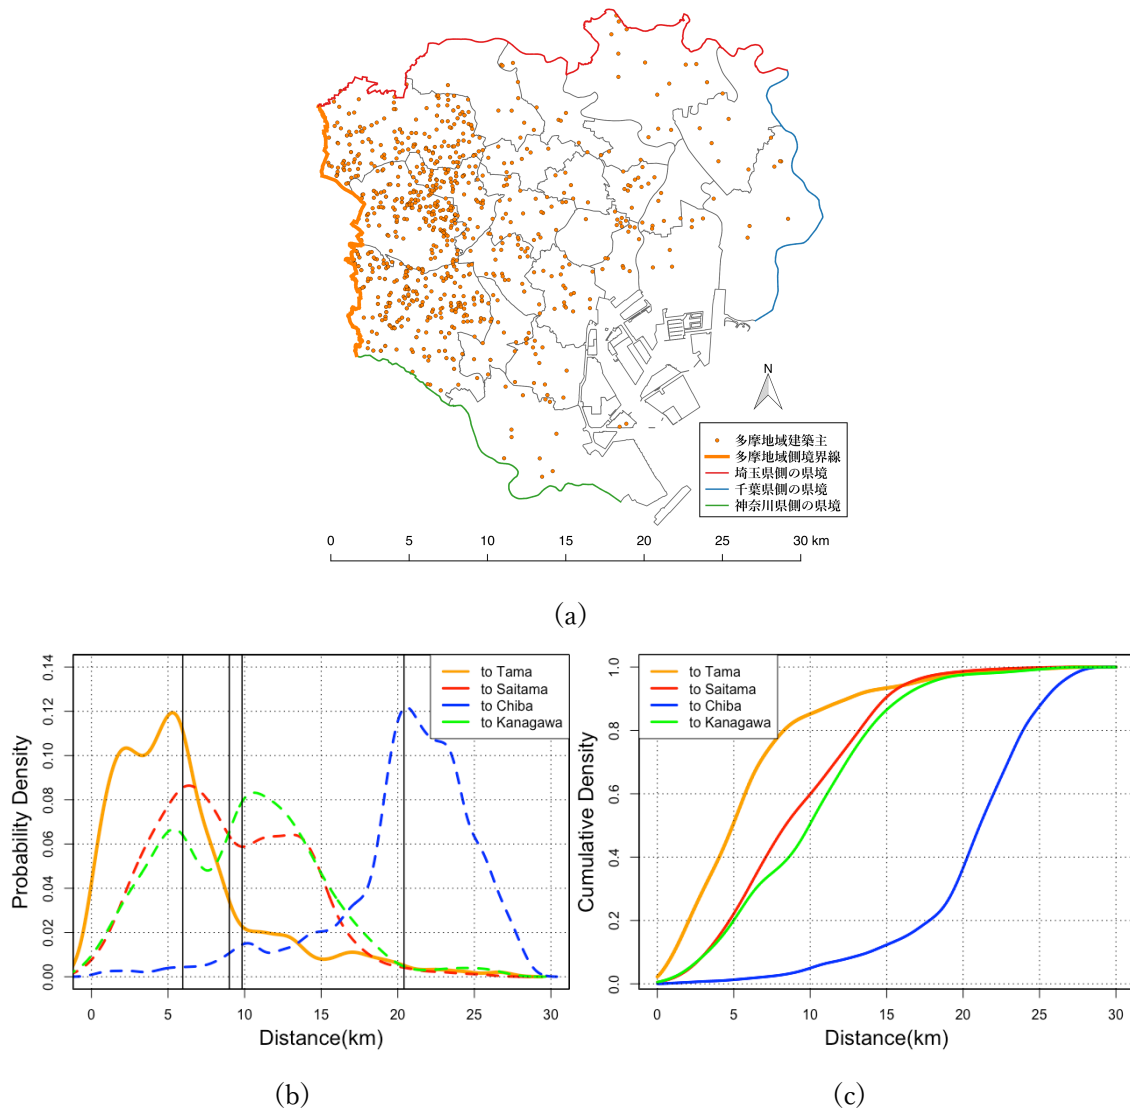 N
多摩地域建築主
多摩地域側境界線
埼玉県側の県境
千葉県側の県境
神奈川県側の県境
0 5 10 15 20 25 30 km
(a)
0.00 0.02 0.04 0.06 0.08 0.10 0.12 0.14
Probability Density
to Tama
to Saitama
to Chiba
to Kanagawa
0 5 10 15 20 25 30
Distance(km)
(b)
0.0 0.2 0.4 0.6 0.8 1.0
Cumulative Density
to Tama
to Saitama
to Chiba
to Kanagawa
0 5 10 15 20 25 30
Distance(km)
(c)